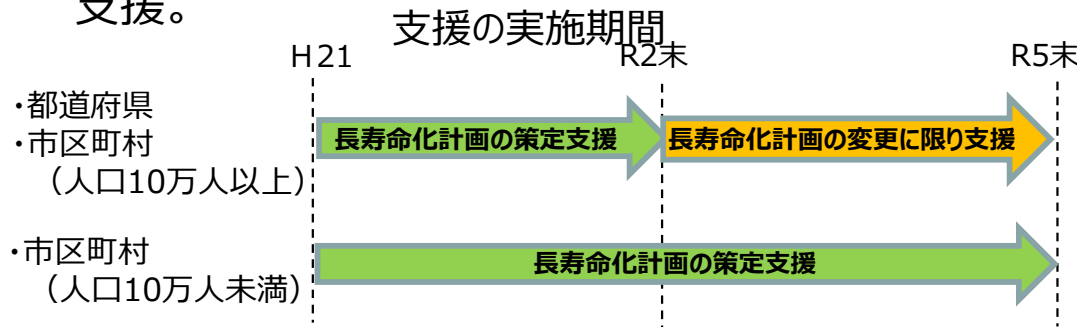 支援。
支援の実施期間
H21
R2末
R5末
・都道府県
・市区町村
（人口10万人以上）
長寿命化計画の策定支援
長寿命化計画の変更に限り支援
・市区町村
（人口10万人未満）
長寿命化計画の策定支援